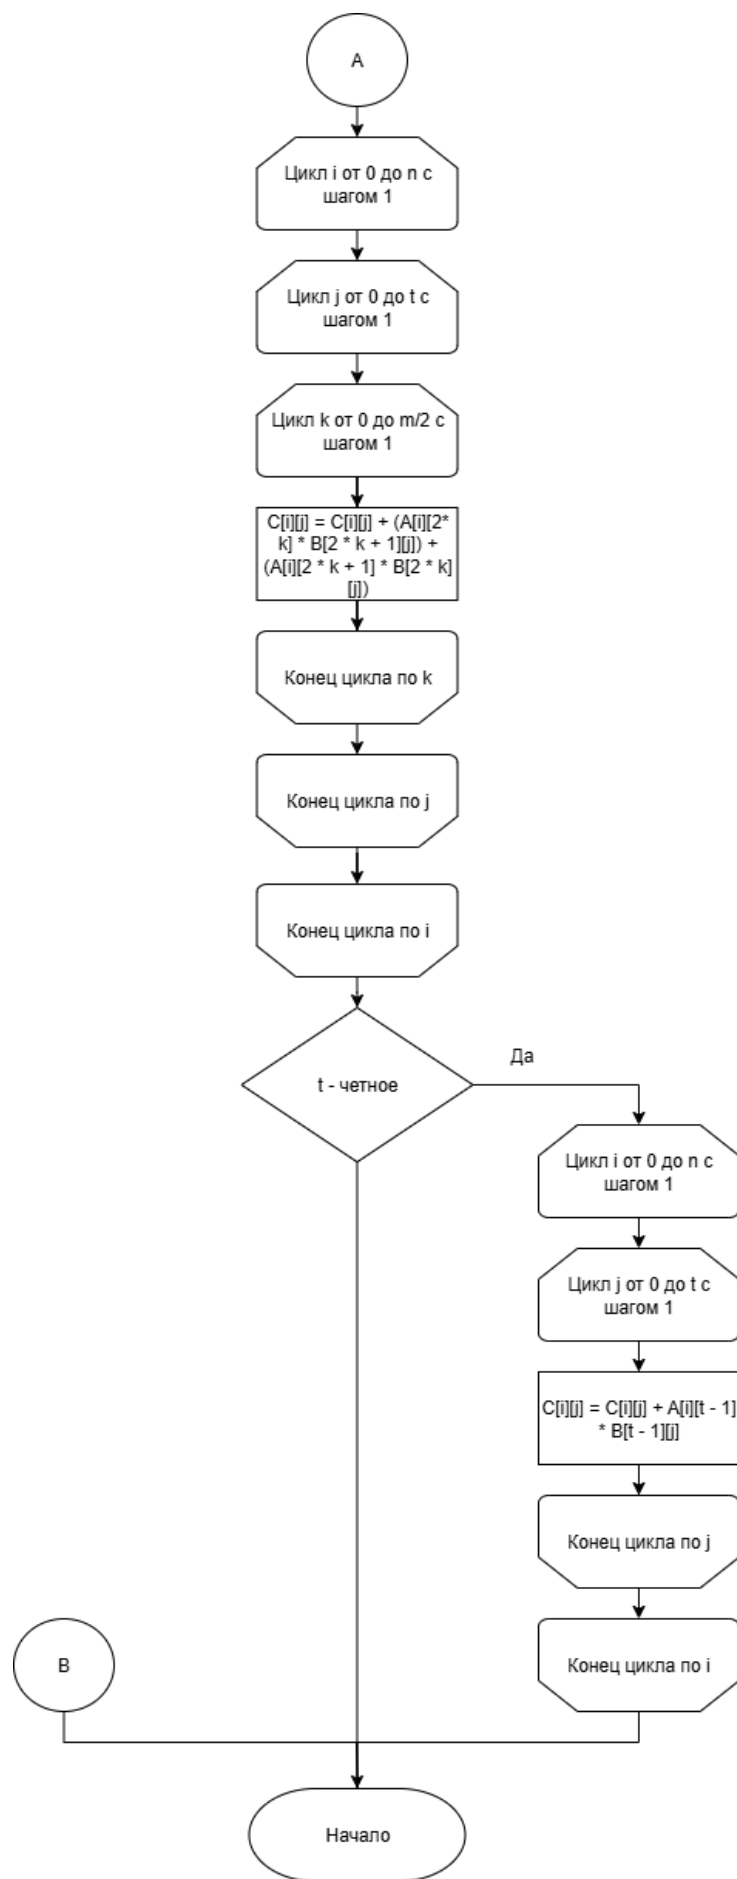 A
Цикл i от 0 до n с
шагом 1
Цикл j от 0 до t с
шагом 1
Цикл k от 0 до m/2 с
шагом 1
C[i][j] = C[i][j] + (A[i][2*
k] * B[2 * k + 1][j]) +
(A[i][2 * k + 1] * B[2 * k]
[j])
Конец цикла по k
Конец цикла по j
Конец цикла по i
t - четное
Да
Цикл i от 0 до n с
шагом 1
Цикл j от 0 до t с
шагом 1
C[i][j] = C[i][j] + A[i][t - 1]
* B[t - 1][j]
Конец цикла по j
Конец цикла по i
B
Начало